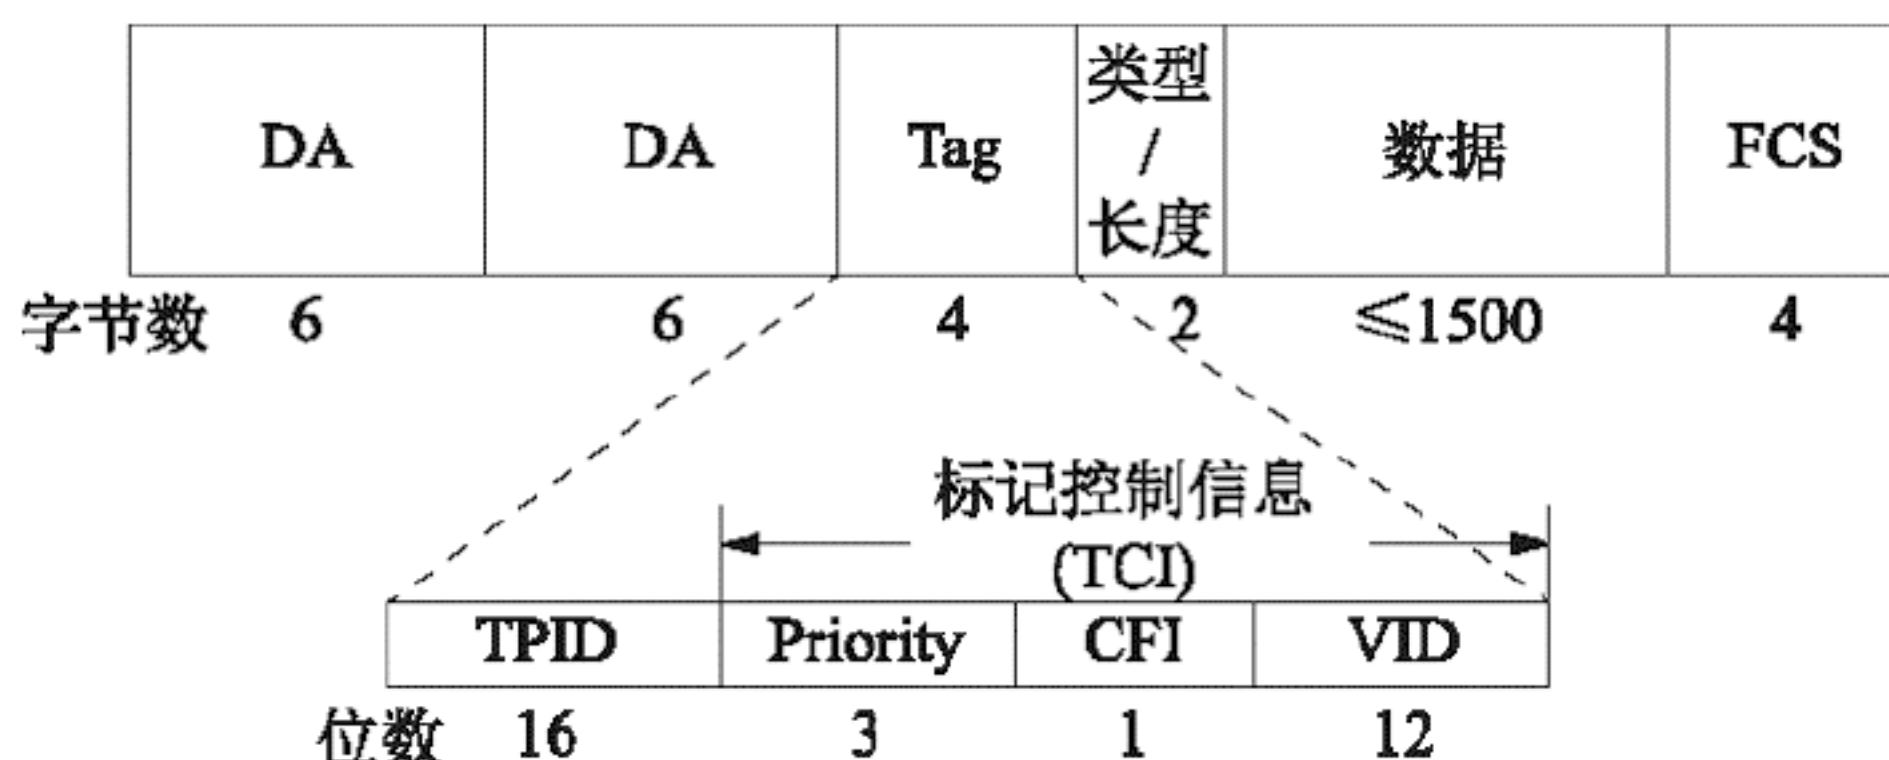 DA DA Tag 类型/长度 数据 FCS
字节数 6 6 4 2 ≤1500 4
标记控制信息
(TCI)
TPID Priority CFI VID
位数 16 3 1 12